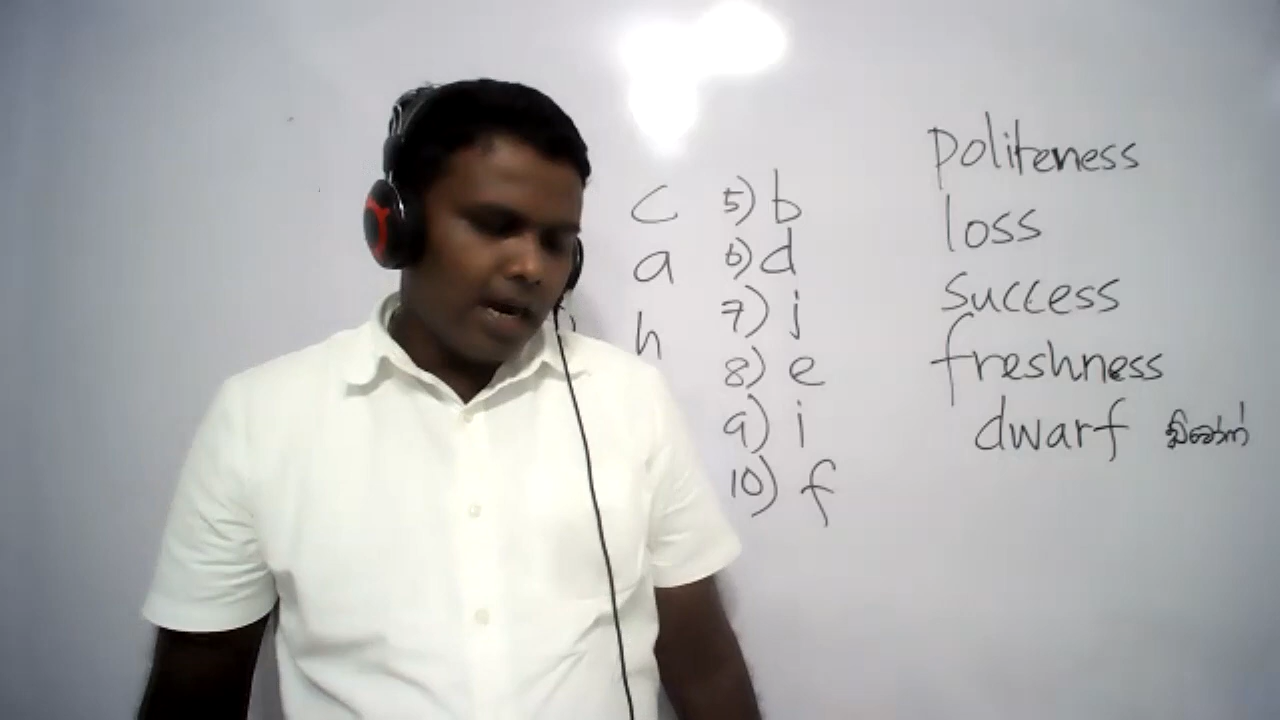 c
a
h
5) b
6) d
7) j
8) e
9) i
10) f
politeness
loss
success
freshness
dwarf